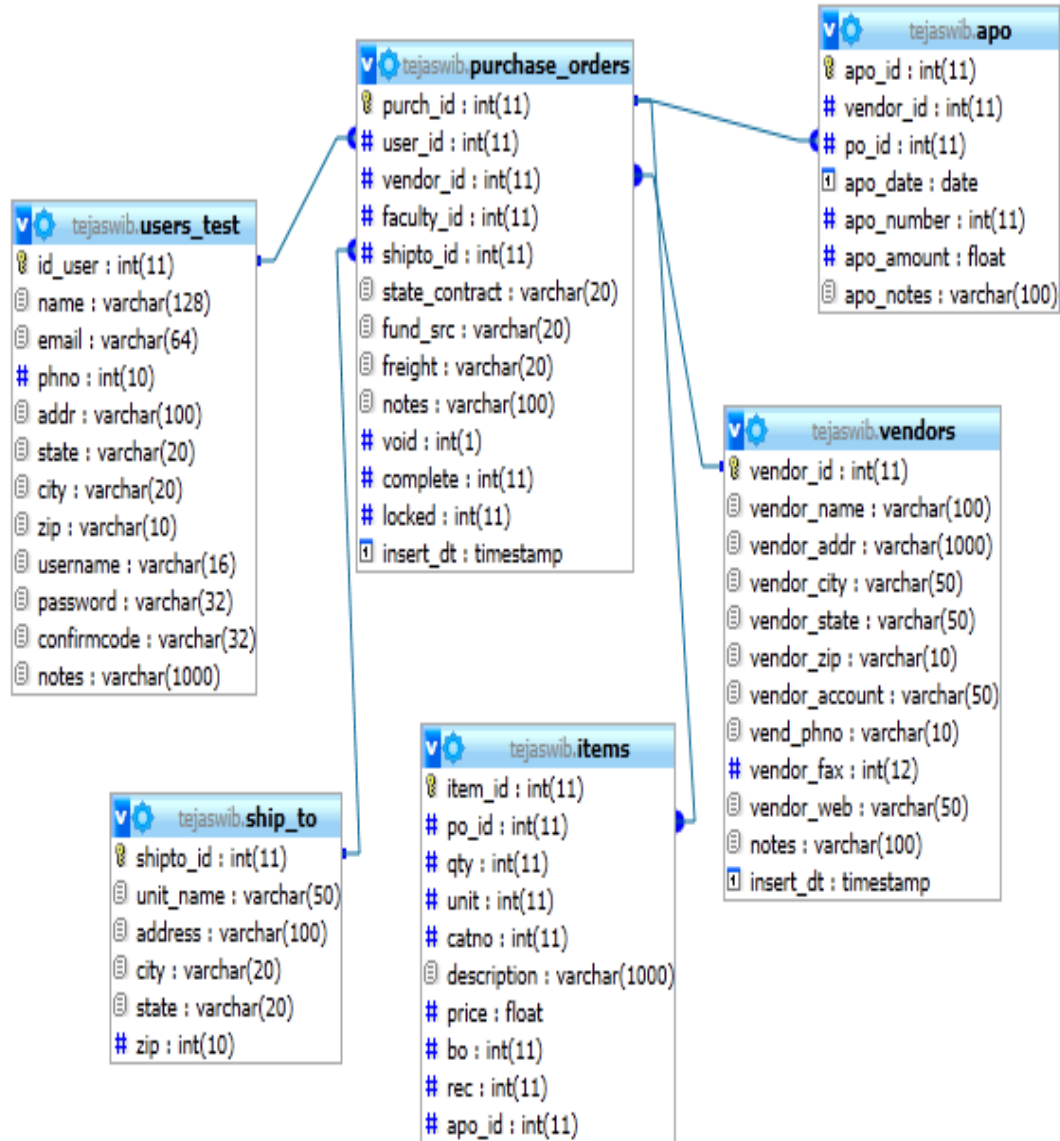 tejaswib.purchase_orders
purch_id : int(11)
# user_id : int(11)
# vendor_id : int(11)
# faculty_id : int(11)
# shipto_id : int(11)
state_contract : varchar(20)
fund_src : varchar(20)
freight : varchar(20)
notes : varchar(100)
# void : int(1)
# complete : int(11)
# locked : int(11)
insert_dt : timestamp
tejaswib.apo
apo_id : int(11)
# vendor_id : int(11)
# po_id : int(11)
apo_date : date
# apo_number : int(11)
# apo_amount : float
apo_notes : varchar(100)
tejaswib.users_test
id_user : int(11)
name : varchar(128)
email : varchar(64)
# phno : int(10)
addr : varchar(100)
state : varchar(20)
city : varchar(20)
zip : varchar(10)
username : varchar(16)
password : varchar(32)
confirmcode : varchar(32)
notes : varchar(1000)
tejaswib.vendors
vendor_id : int(11)
vendor_name : varchar(100)
vendor_addr : varchar(1000)
vendor_city : varchar(50)
vendor_state : varchar(50)
vendor_zip : varchar(10)
vendor_account : varchar(50)
vend_phno : varchar(10)
# vendor_fax : int(12)
vendor_web : varchar(50)
notes : varchar(100)
insert_dt : timestamp
tejaswib.ship_to
shipto_id : int(11)
unit_name : varchar(50)
address : varchar(100)
city : varchar(20)
state : varchar(20)
# zip : int(10)
tejaswib.items
item_id : int(11)
# po_id : int(11)
# qty : int(11)
# unit : int(11)
# catno : int(11)
description : varchar(1000)
# price : float
# bo : int(11)
# rec : int(11)
# apo_id : int(11)